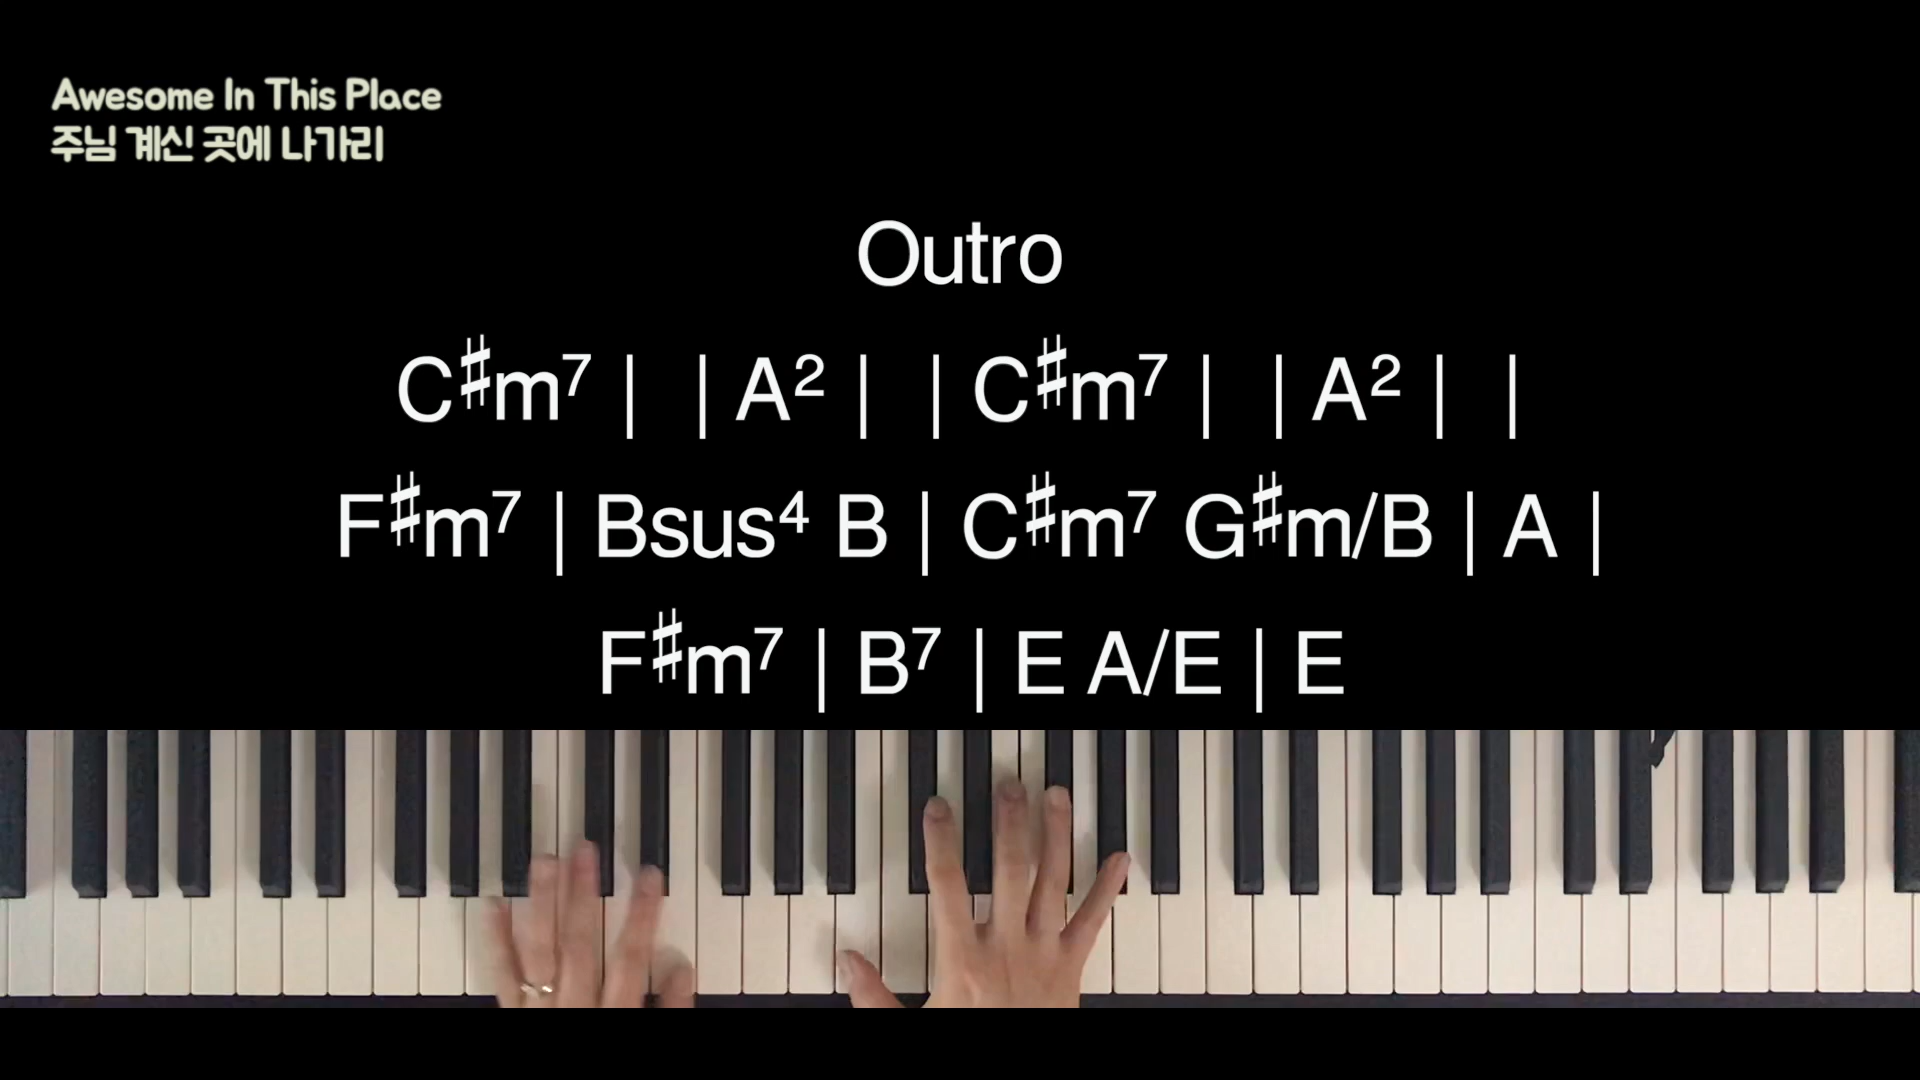 Awesome In This Place
주님 계신 곳에 나가리
Outro
C♯m⁷ |  | A² |  | C♯m⁷ |  | A² |  |
F♯m⁷ | Bsus⁴ B | C♯m⁷ G♯m/B | A |
F♯m⁷ | B⁷ | E A/E | E